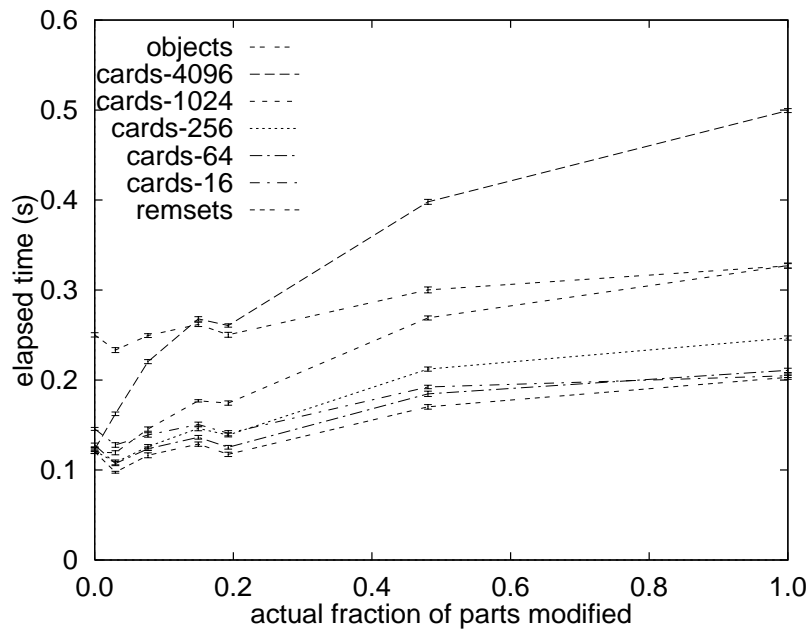 0.6
0.5
0.4
0.3
0.2
0.1
0
elapsed time (s)
objects
cards-4096
cards-1024
cards-256
cards-64
cards-16
remsets
0.0 0.2 0.4 0.6 0.8 1.0
actual fraction of parts modified